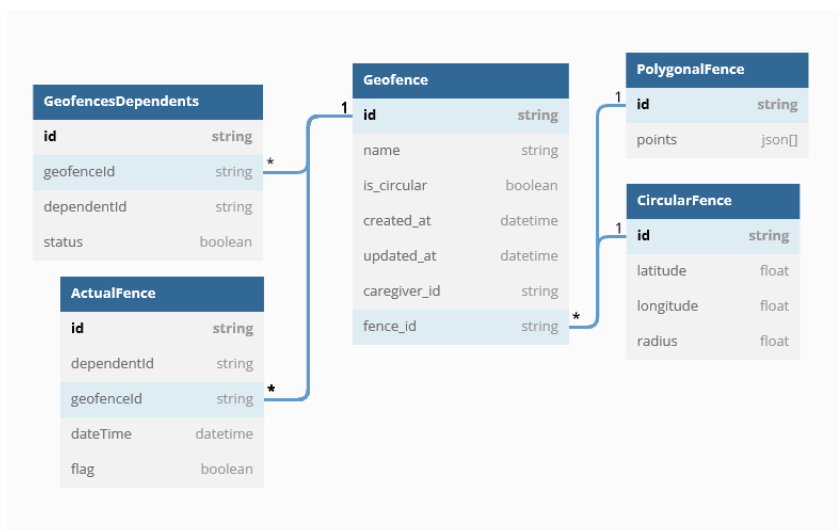 GeofencesDependents
id string
geofenceId string
dependentId string
status boolean
*
ActualFence
id string
dependentId string
geofenceId string
dateTime datetime
flag boolean
*
Geofence
1
id string
name string
is_circular boolean
created_at datetime
updated_at datetime
caregiver_id string
fence_id string
*
PolygonalFence
1
id string
points json[]
CircularFence
1
id string
latitude float
longitude float
radius float